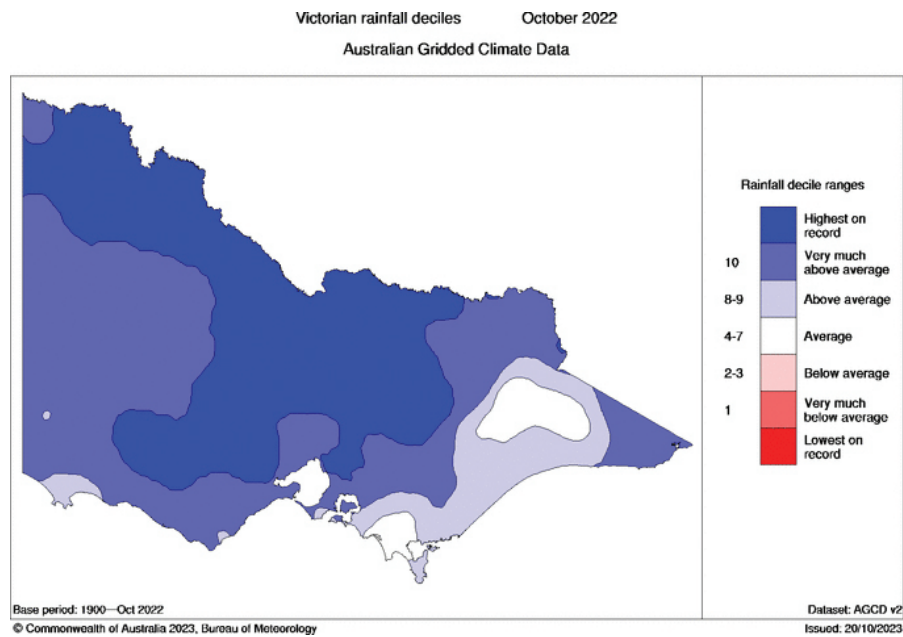 Victorian rainfall deciles October 2022
Australian Gridded Climate Data
Rainfall decile ranges
Highest on
record
10 Very much
above average
8-9 Above average
4-7 Average
2-3 Below average
1 Very much
below average
Lowest on
record
Base period: 1900—Oct 2022 Dataset: AGCD v2
© Commonwealth of Australia 2023, Bureau of Meteorology Issued: 20/10/2023